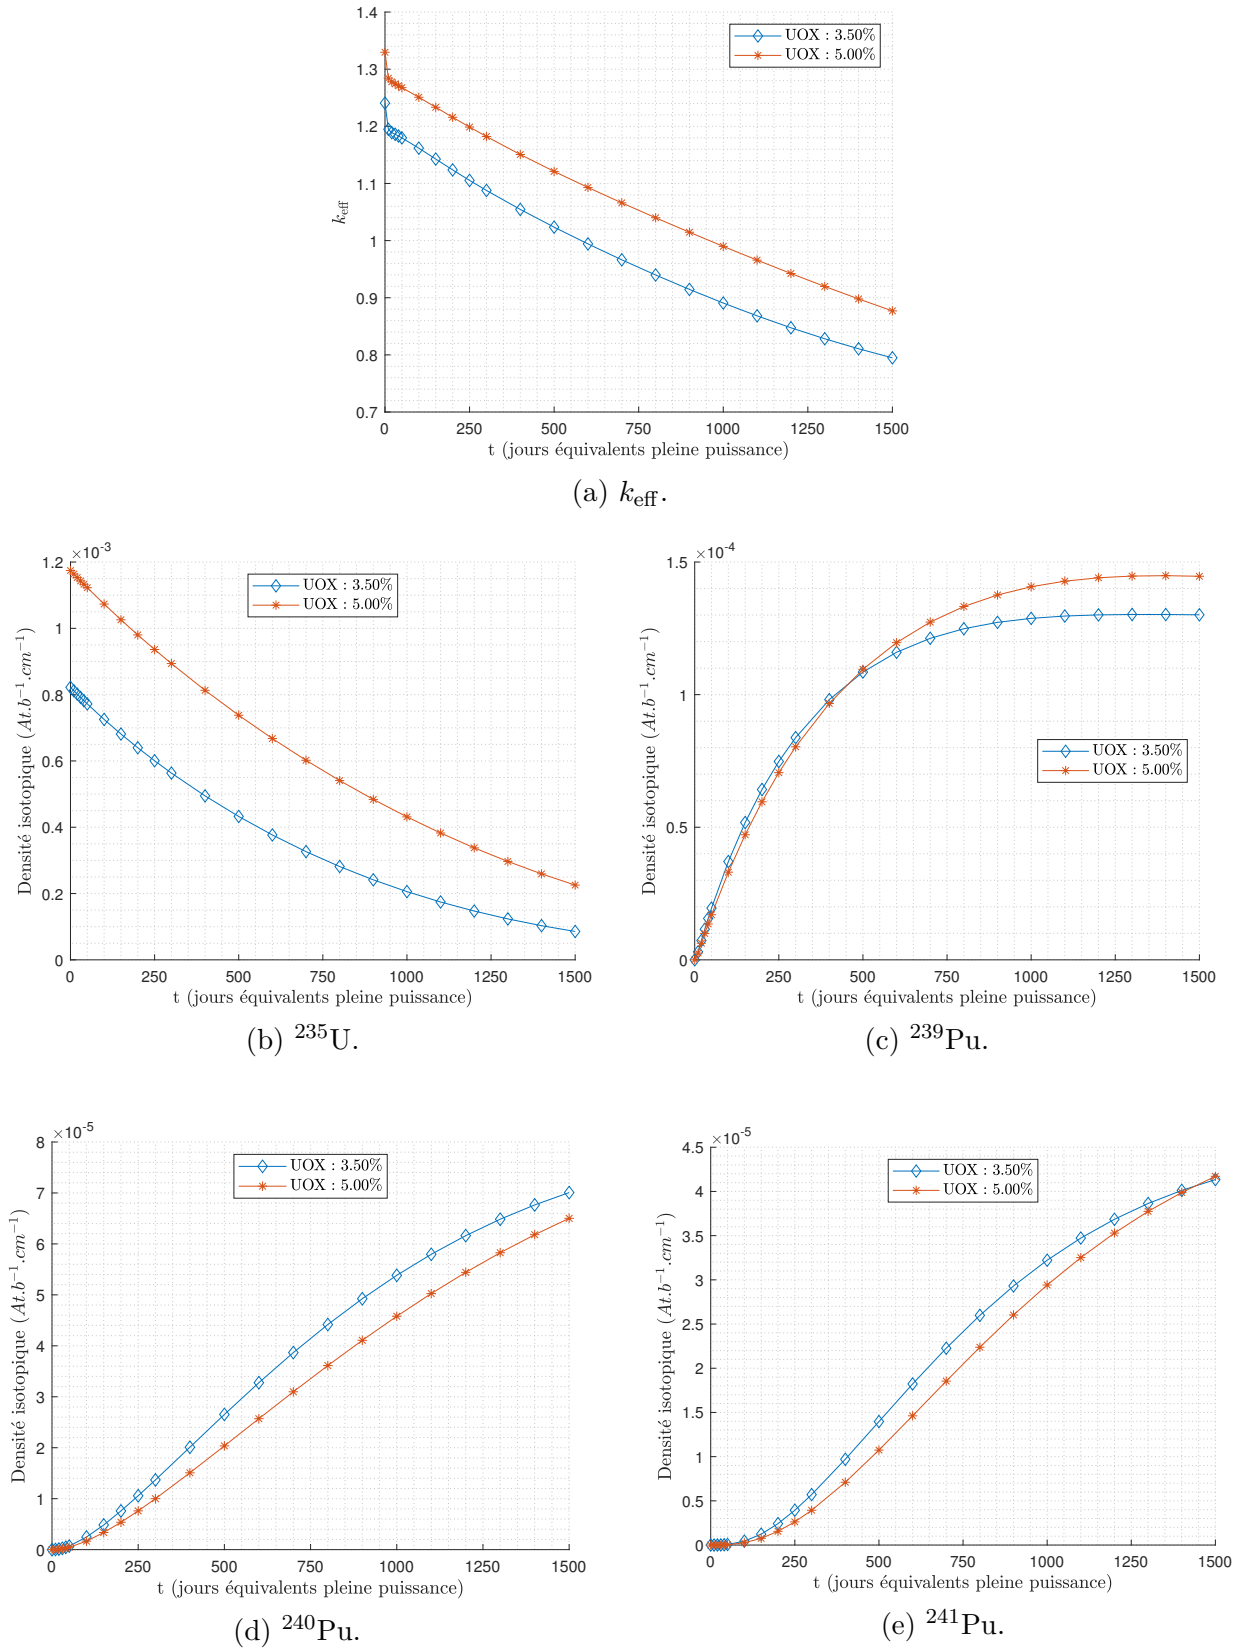 1.4
1.3
1.2
1.1
1
0.9
0.8
0.7
k_eff
UOX : 3.50%
UOX : 5.00%
0 250 500 750 1000 1250 1500
t (jours équivalents pleine puissance)
(a) k_eff.
×10^-3
1.2
1
0.8
0.6
0.4
0.2
0
Densité isotopique (At.b^-1.cm^-1)
UOX : 3.50%
UOX : 5.00%
0 250 500 750 1000 1250 1500
t (jours équivalents pleine puissance)
(b) ^235U.
×10^-4
1.5
1
0.5
0
Densité isotopique (At.b^-1.cm^-1)
UOX : 3.50%
UOX : 5.00%
0 250 500 750 1000 1250 1500
t (jours équivalents pleine puissance)
(c) ^239Pu.
×10^-5
8
7
6
5
4
3
2
1
0
Densité isotopique (At.b^-1.cm^-1)
UOX : 3.50%
UOX : 5.00%
0 250 500 750 1000 1250 1500
t (jours équivalents pleine puissance)
(d) ^240Pu.
×10^-5
4.5
4
3.5
3
2.5
2
1.5
1
0.5
0
Densité isotopique (At.b^-1.cm^-1)
UOX : 3.50%
UOX : 5.00%
0 250 500 750 1000 1250 1500
t (jours équivalents pleine puissance)
(e) ^241Pu.